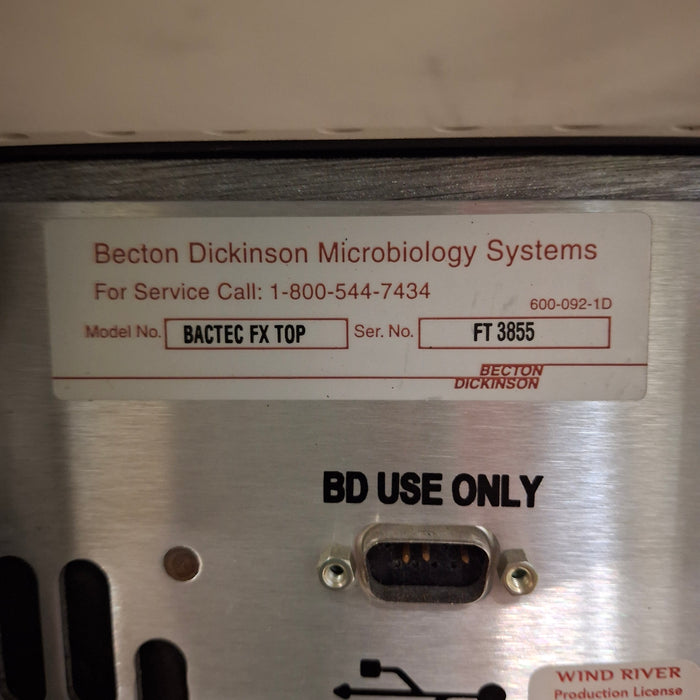 Becton Dickinson Microbiology Systems
For Service Call: 1-800-544-7434
600-092-1D
Model No. BACTEC FX TOP Ser. No. FT 3855
BECTON
DICKINSON
BD USE ONLY
WIND RIVER
Production License